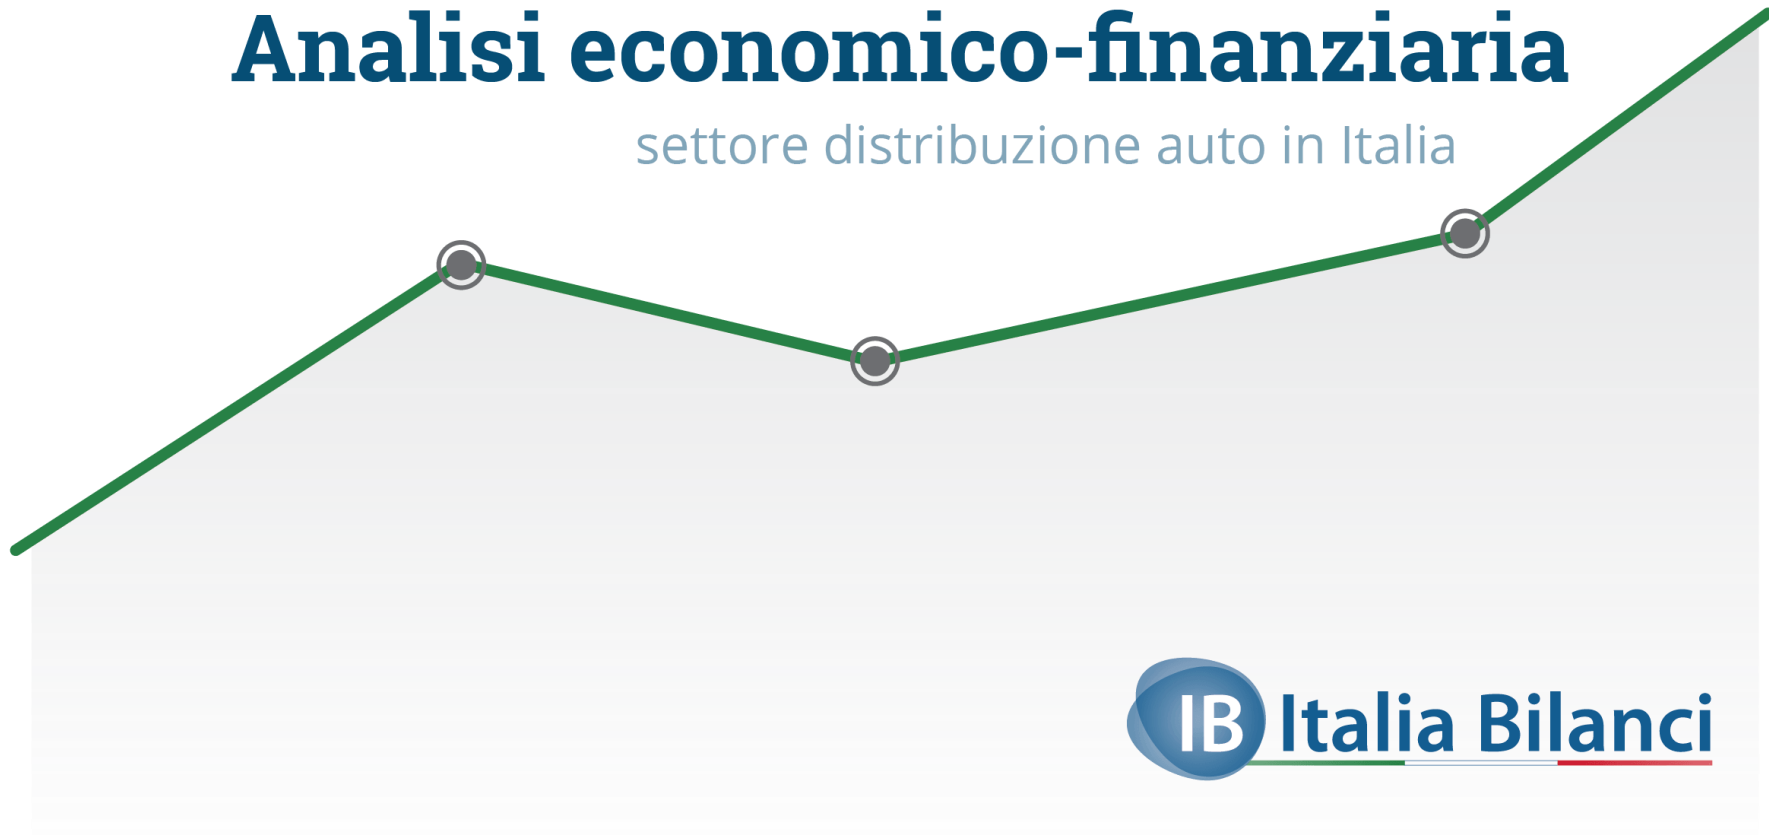 Analisi economico-finanziaria
settore distribuzione auto in Italia
IB Italia Bilanci